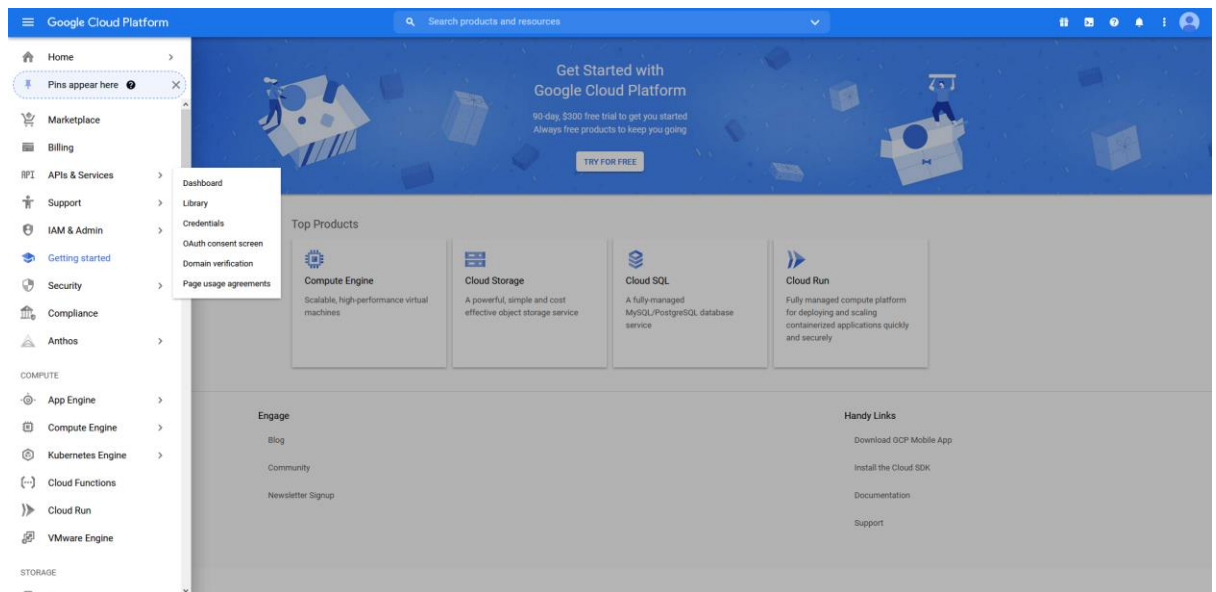 Google Cloud Platform
Search products and resources
Home
Pins appear here
Marketplace
Billing
API APIs & Services
Support
IAM & Admin
Getting started
Security
Compliance
Anthos
COMPUTE
App Engine
Compute Engine
Kubernetes Engine
Cloud Functions
Cloud Run
VMware Engine
STORAGE
Dashboard
Library
Credentials
OAuth consent screen
Domain verification
Page usage agreements
Get Started with
Google Cloud Platform
90-day, $300 free trial to get you started
Always free products to keep you going
TRY FOR FREE
Top Products
Compute Engine
Scalable, high-performance virtual
machines
Cloud Storage
A powerful, simple and cost
effective object storage service
Cloud SQL
A fully-managed
MySQL/PostgreSQL database
service
Cloud Run
Fully managed compute platform
for deploying and scaling
containerized applications quickly
and securely
Engage
Blog
Community
Newsletter Signup
Handy Links
Download GCP Mobile App
Install the Cloud SDK
Documentation
Support